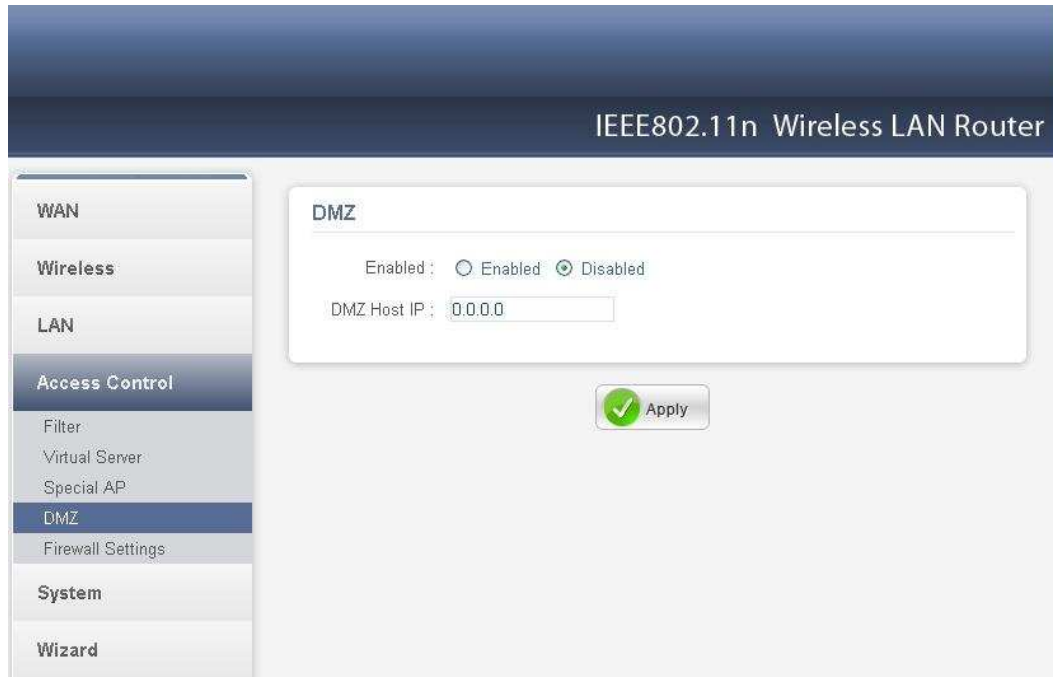 IEEE802.11n Wireless LAN Router
WAN
Wireless
LAN
Access Control
Filter
Virtual Server
Special AP
DMZ
Firewall Settings
System
Wizard
DMZ
Enabled : Enabled Disabled
DMZ Host IP : 0.0.0.0
Apply